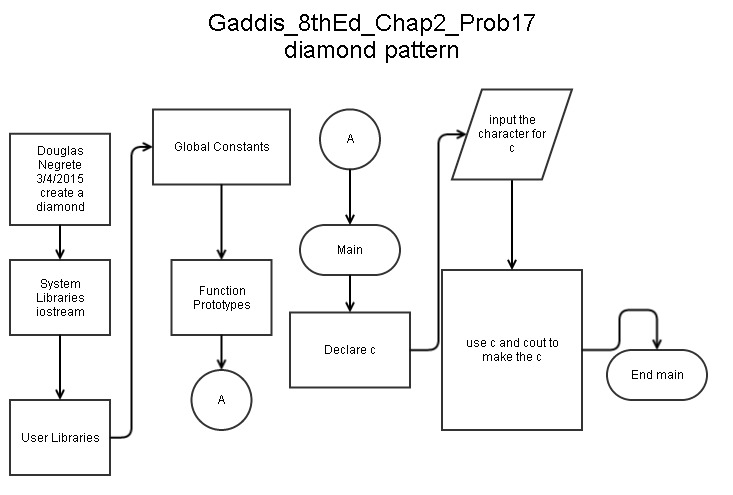 Gaddis_8thEd_Chap2_Prob17
diamond pattern
Douglas
Negrete
3/4/2015
create a
diamond
System
Libraries
iostream
User Libraries
Global Constants
Function
Prototypes
A
A
Main
Declare c
input the
character for
c
use c and cout to
make the c
End main